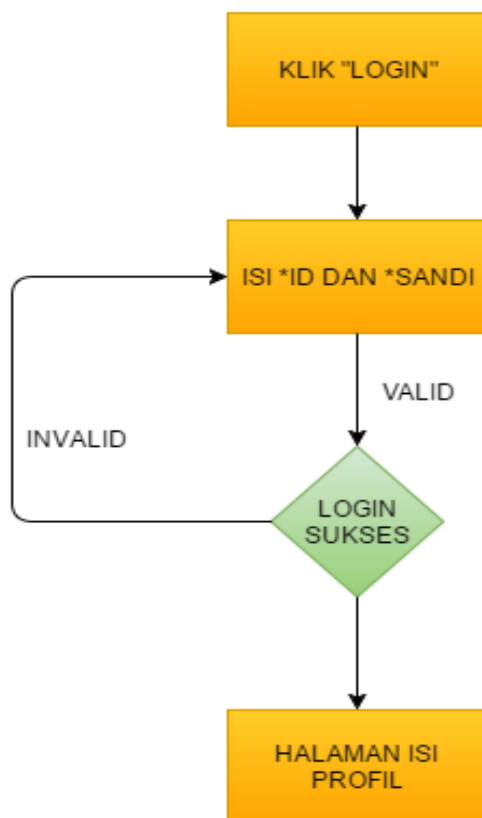 KLIK "LOGIN"
ISI *ID DAN *SANDI
VALID
INVALID
LOGIN
SUKSES
HALAMAN ISI
PROFIL